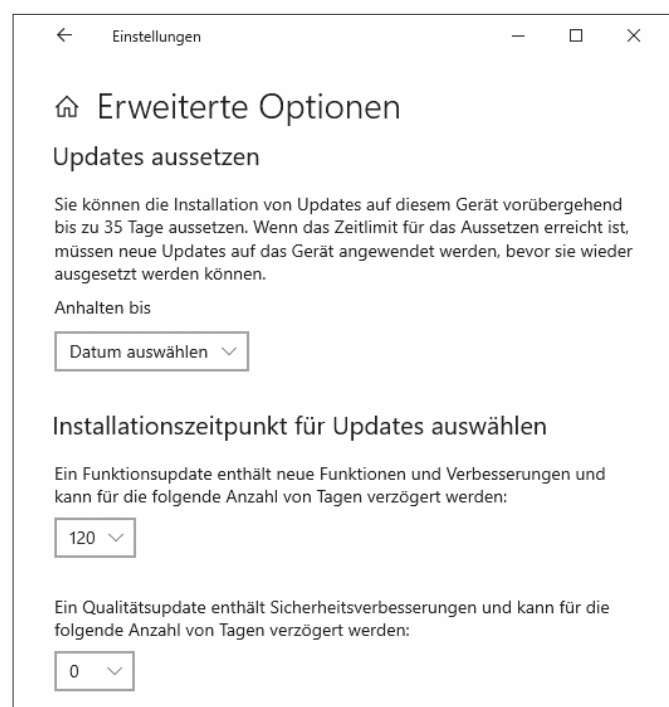 Einstellungen
Erweiterte Optionen
Updates aussetzen
Sie können die Installation von Updates auf diesem Gerät vorübergehend
bis zu 35 Tage aussetzen. Wenn das Zeitlimit für das Aussetzen erreicht ist,
müssen neue Updates auf das Gerät angewendet werden, bevor sie wieder
ausgesetzt werden können.
Anhalten bis
Datum auswählen
Installationszeitpunkt für Updates auswählen
Ein Funktionsupdate enthält neue Funktionen und Verbesserungen und
kann für die folgende Anzahl von Tagen verzögert werden:
120
Ein Qualitätsupdate enthält Sicherheitsverbesserungen und kann für die
folgende Anzahl von Tagen verzögert werden:
0